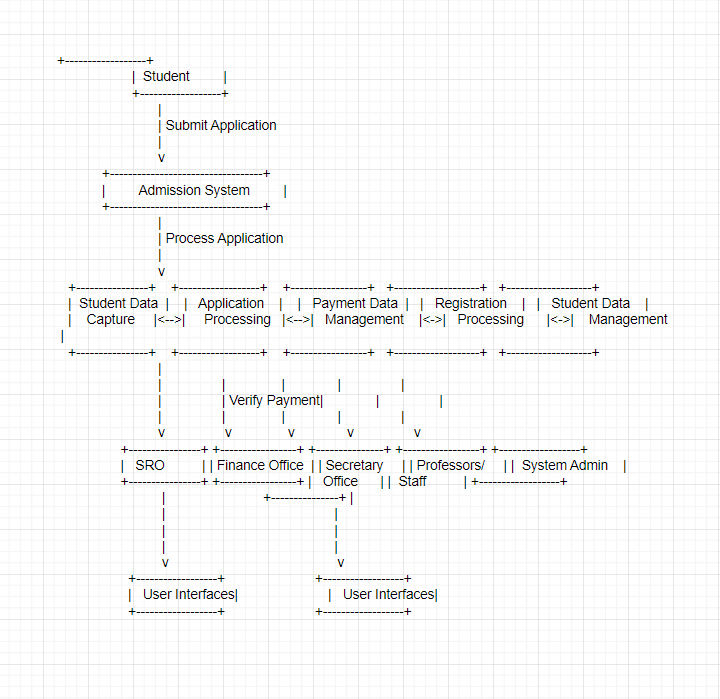 +------------------+
| Student |
+------------------+
|
| Submit Application
|
v
+----------------------------------+
| Admission System |
+----------------------------------+
|
| Process Application
|
v
+----------------+ +------------------+ +-----------------+ +-------------------+ +-------------------+
| Student Data | | Application | | Payment Data | | Registration | | Student Data |
| Capture |<-->| Processing |<-->| Management |<->| Processing |<->| Management
|
+----------------+ +------------------+ +-----------------+ +-------------------+ +-------------------+
|
| | | | |
| | Verify Payment| | |
| | | | |
v v v v v
+----------------+ +-----------------+ +---------------+ +-----------------+ +------------------+
| SRO | | Finance Office | | Secretary | | Professors/ | | System Admin |
+----------------+ +-----------------+ | Office | | Staff | +------------------+
| +---------------+ |
| |
| |
| |
v v
+------------------+ +------------------+
| User Interfaces| | User Interfaces|
+------------------+ +------------------+